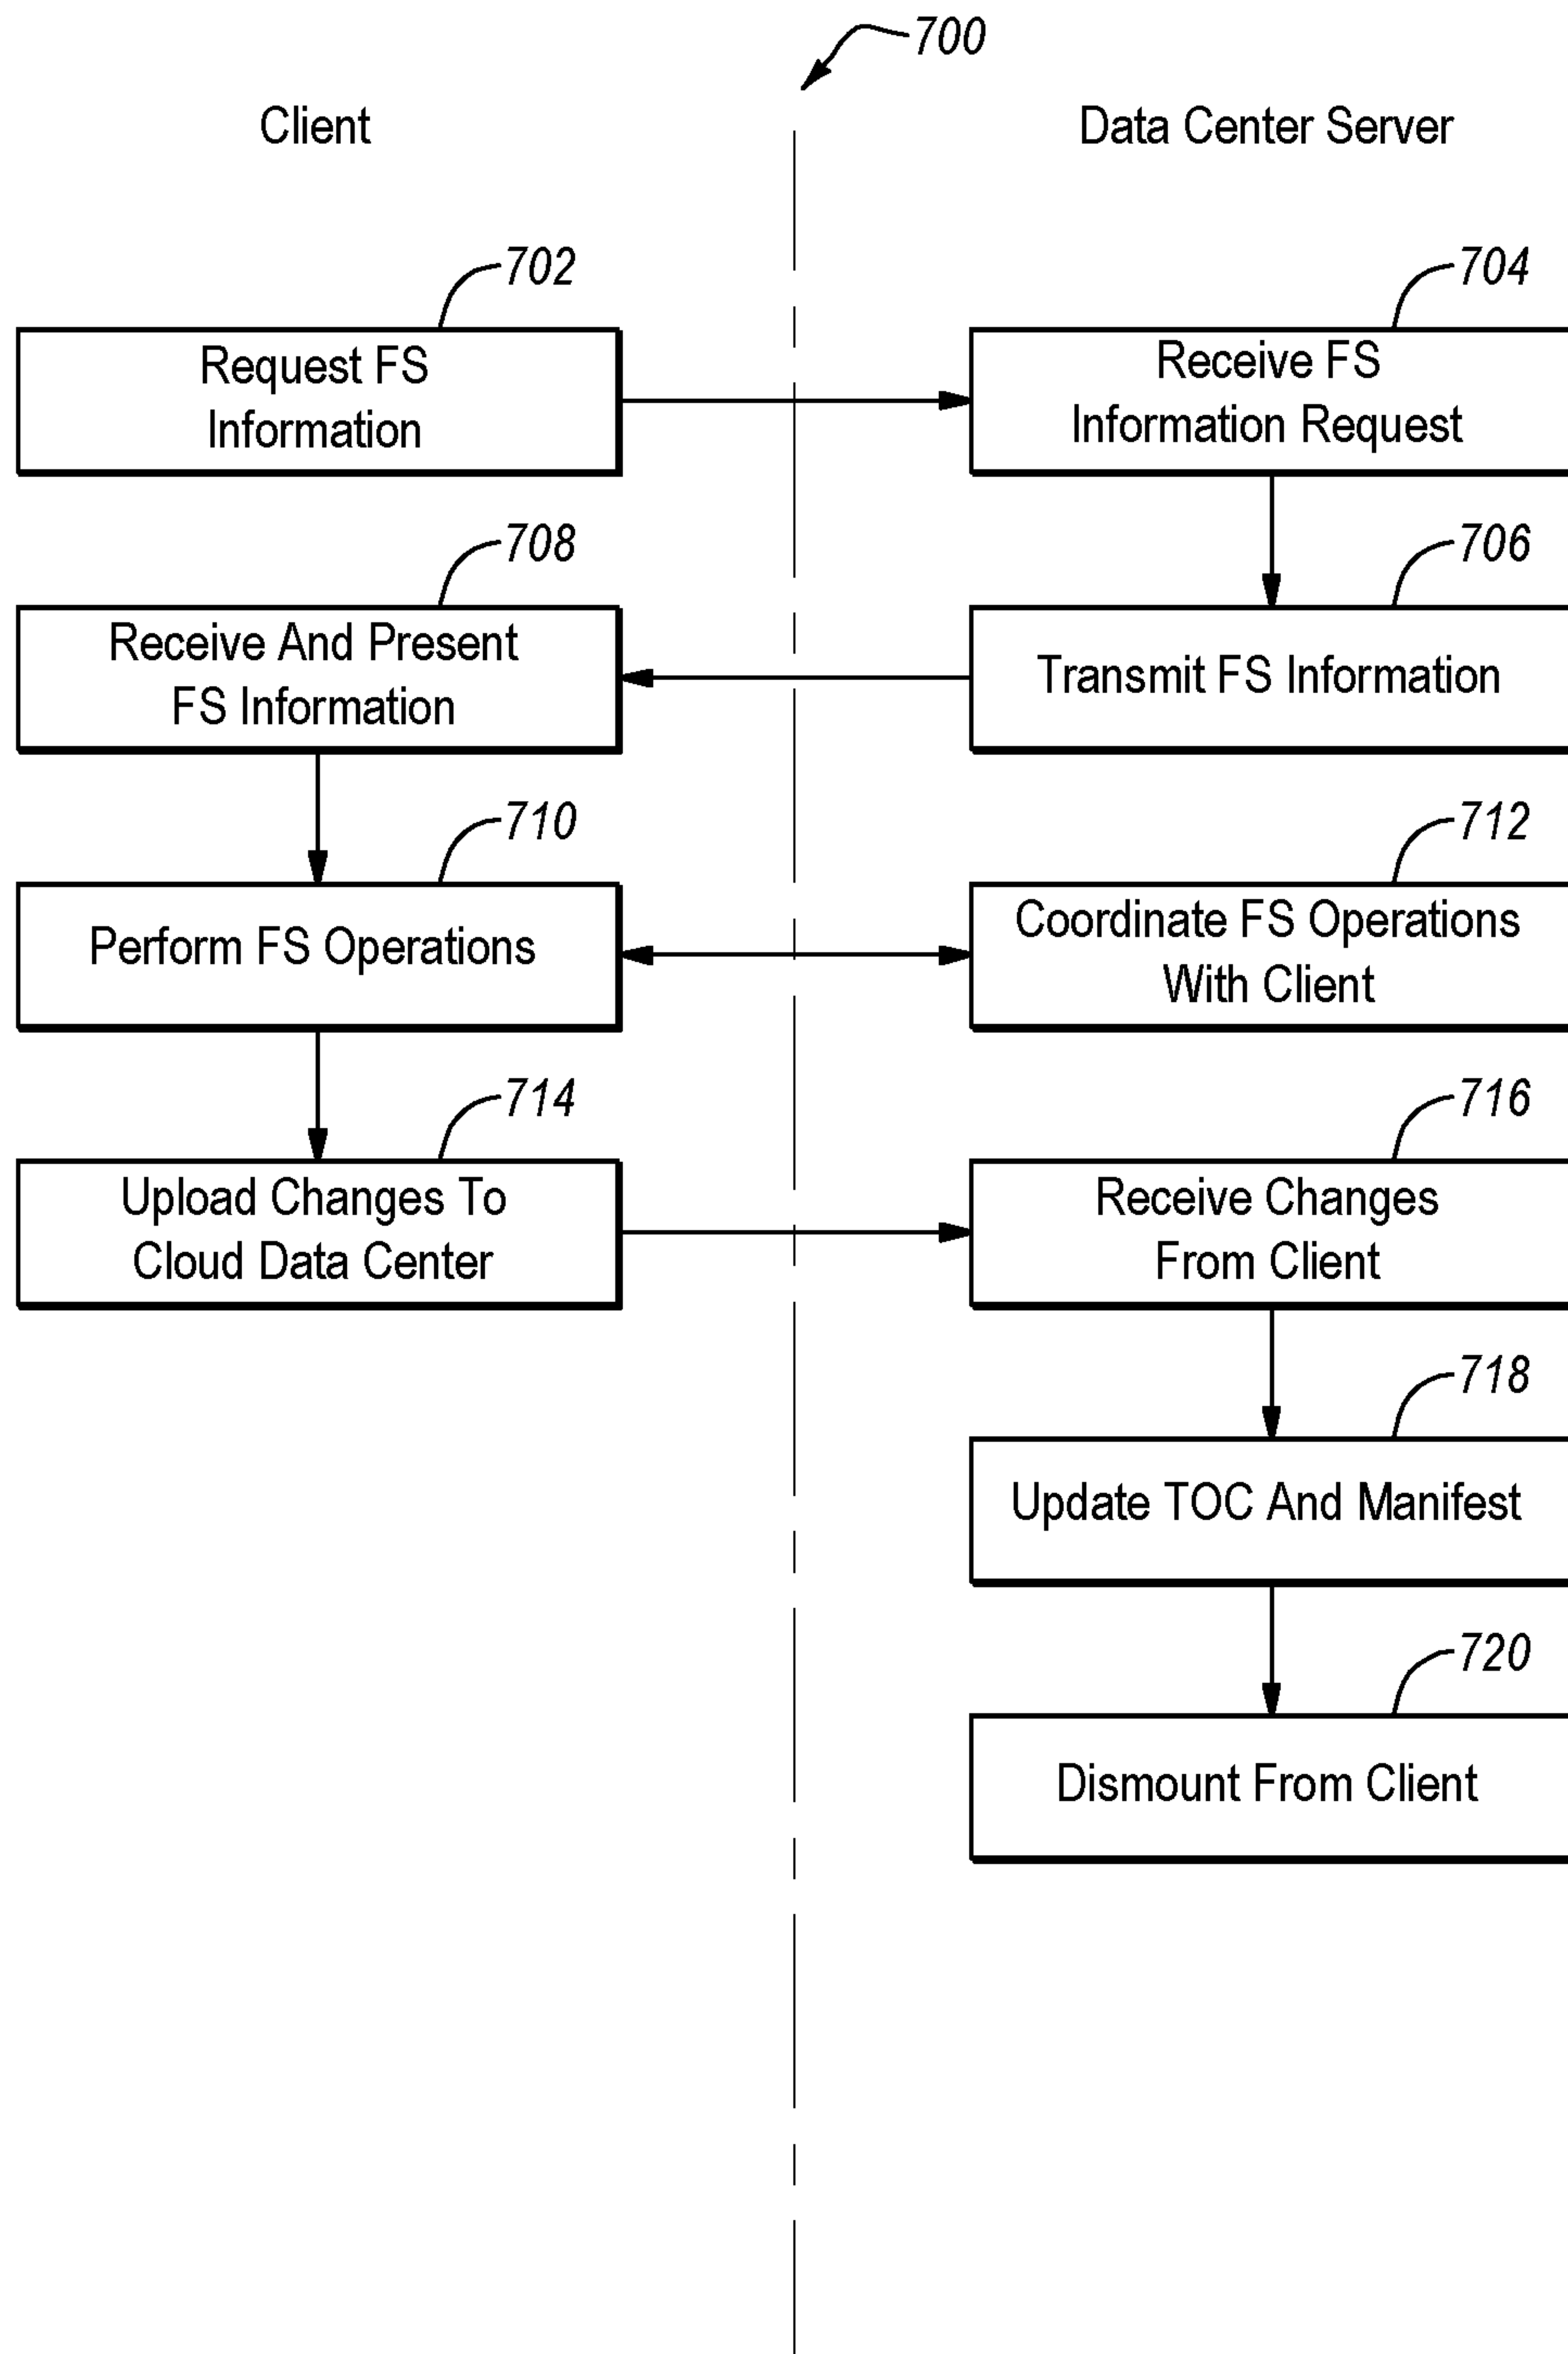 700
Client
Data Center Server
702
704
Request FS
Information
Receive FS
Information Request
708
706
Receive And Present
FS Information
Transmit FS Information
710
712
Perform FS Operations
Coordinate FS Operations
With Client
714
716
Upload Changes To
Cloud Data Center
Receive Changes
From Client
718
Update TOC And Manifest
720
Dismount From Client